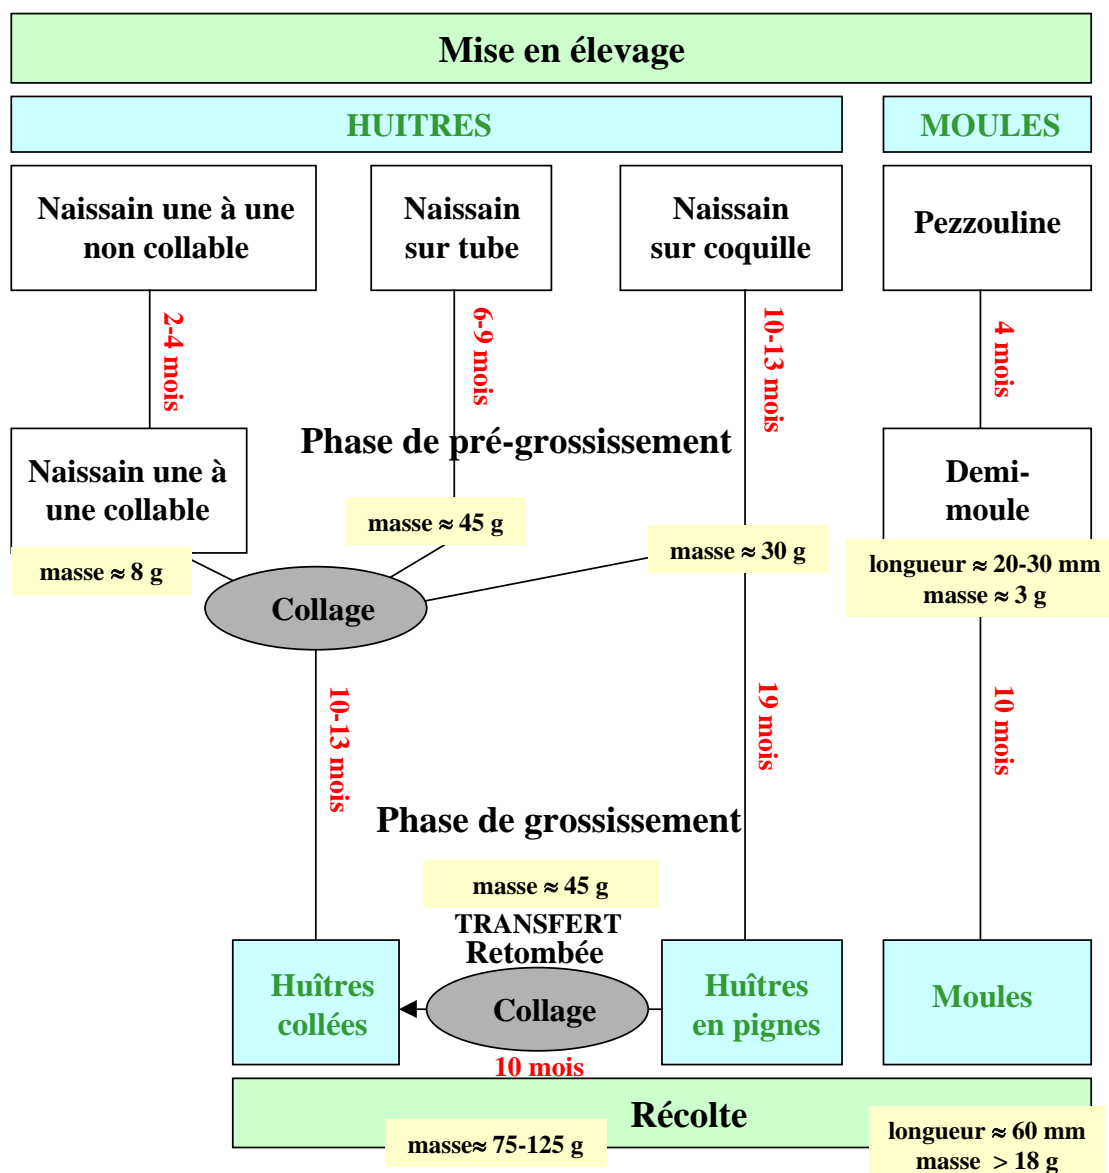 Mise en élevage
HUITRES
MOULES
Naissain une à une
non collable
Naissain
sur tube
Naissain
sur coquille
Pezzouline
2-4 mois
6-9 mois
10-13 mois
4 mois
Phase de pré-grossissement
Naissain une à
une collable
Demi-
moule
masse ≈ 8 g
masse ≈ 45 g
masse ≈ 30 g
longueur ≈ 20-30 mm
masse ≈ 3 g
Collage
10-13 mois
19 mois
10 mois
Phase de grossissement
masse ≈ 45 g
TRANSFERT
Retombée
Huîtres
collées
Collage
Huîtres
en pignes
Moules
10 mois
Récolte
masse≈ 75-125 g
longueur ≈ 60 mm
masse > 18 g